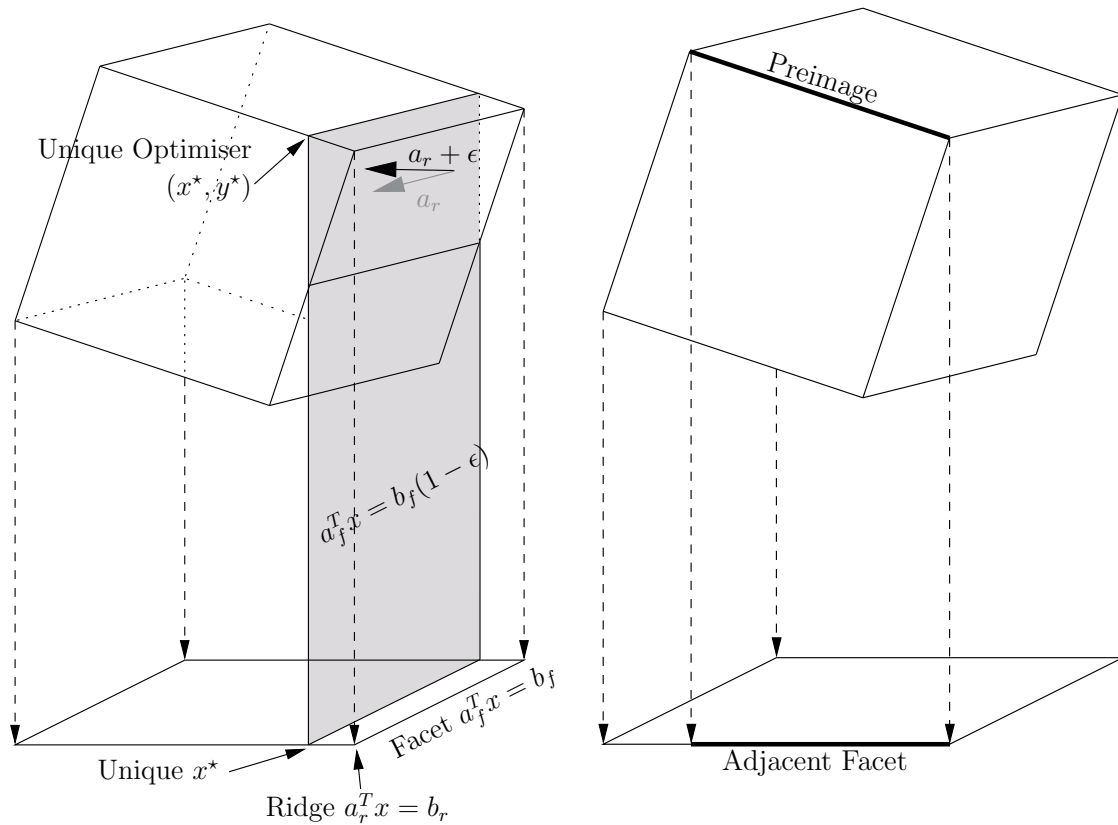 Unique Optimiser
(x⋆, y⋆)
a_r + ϵ
a_r
a_f^T x = b_f(1 − ϵ)
Facet a_f^T x = b_f
Unique x⋆
Ridge a_r^T x = b_r
Preimage
Adjacent Facet